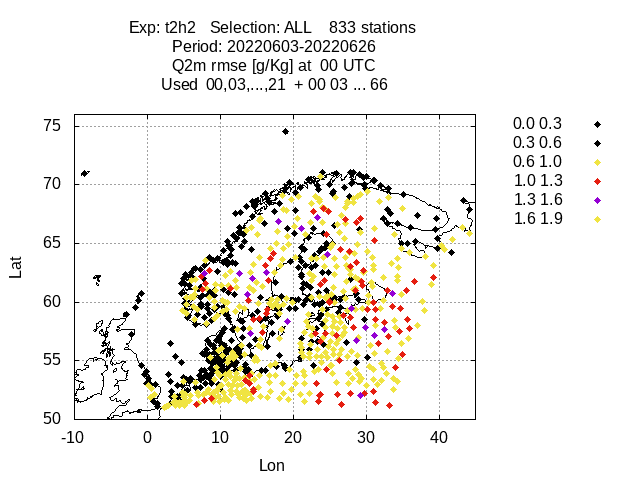 Exp: t2h2 Selection: ALL 833 stations
Period: 20220603-20220626
Q2m rmse [g/Kg] at 00 UTC
Used 00,03,...,21 + 00 03 ... 66
75
70
65
60
55
50
Lat
-10 0 10 20 30 40
Lon
0.0 0.3
0.3 0.6
0.6 1.0
1.0 1.3
1.3 1.6
1.6 1.9